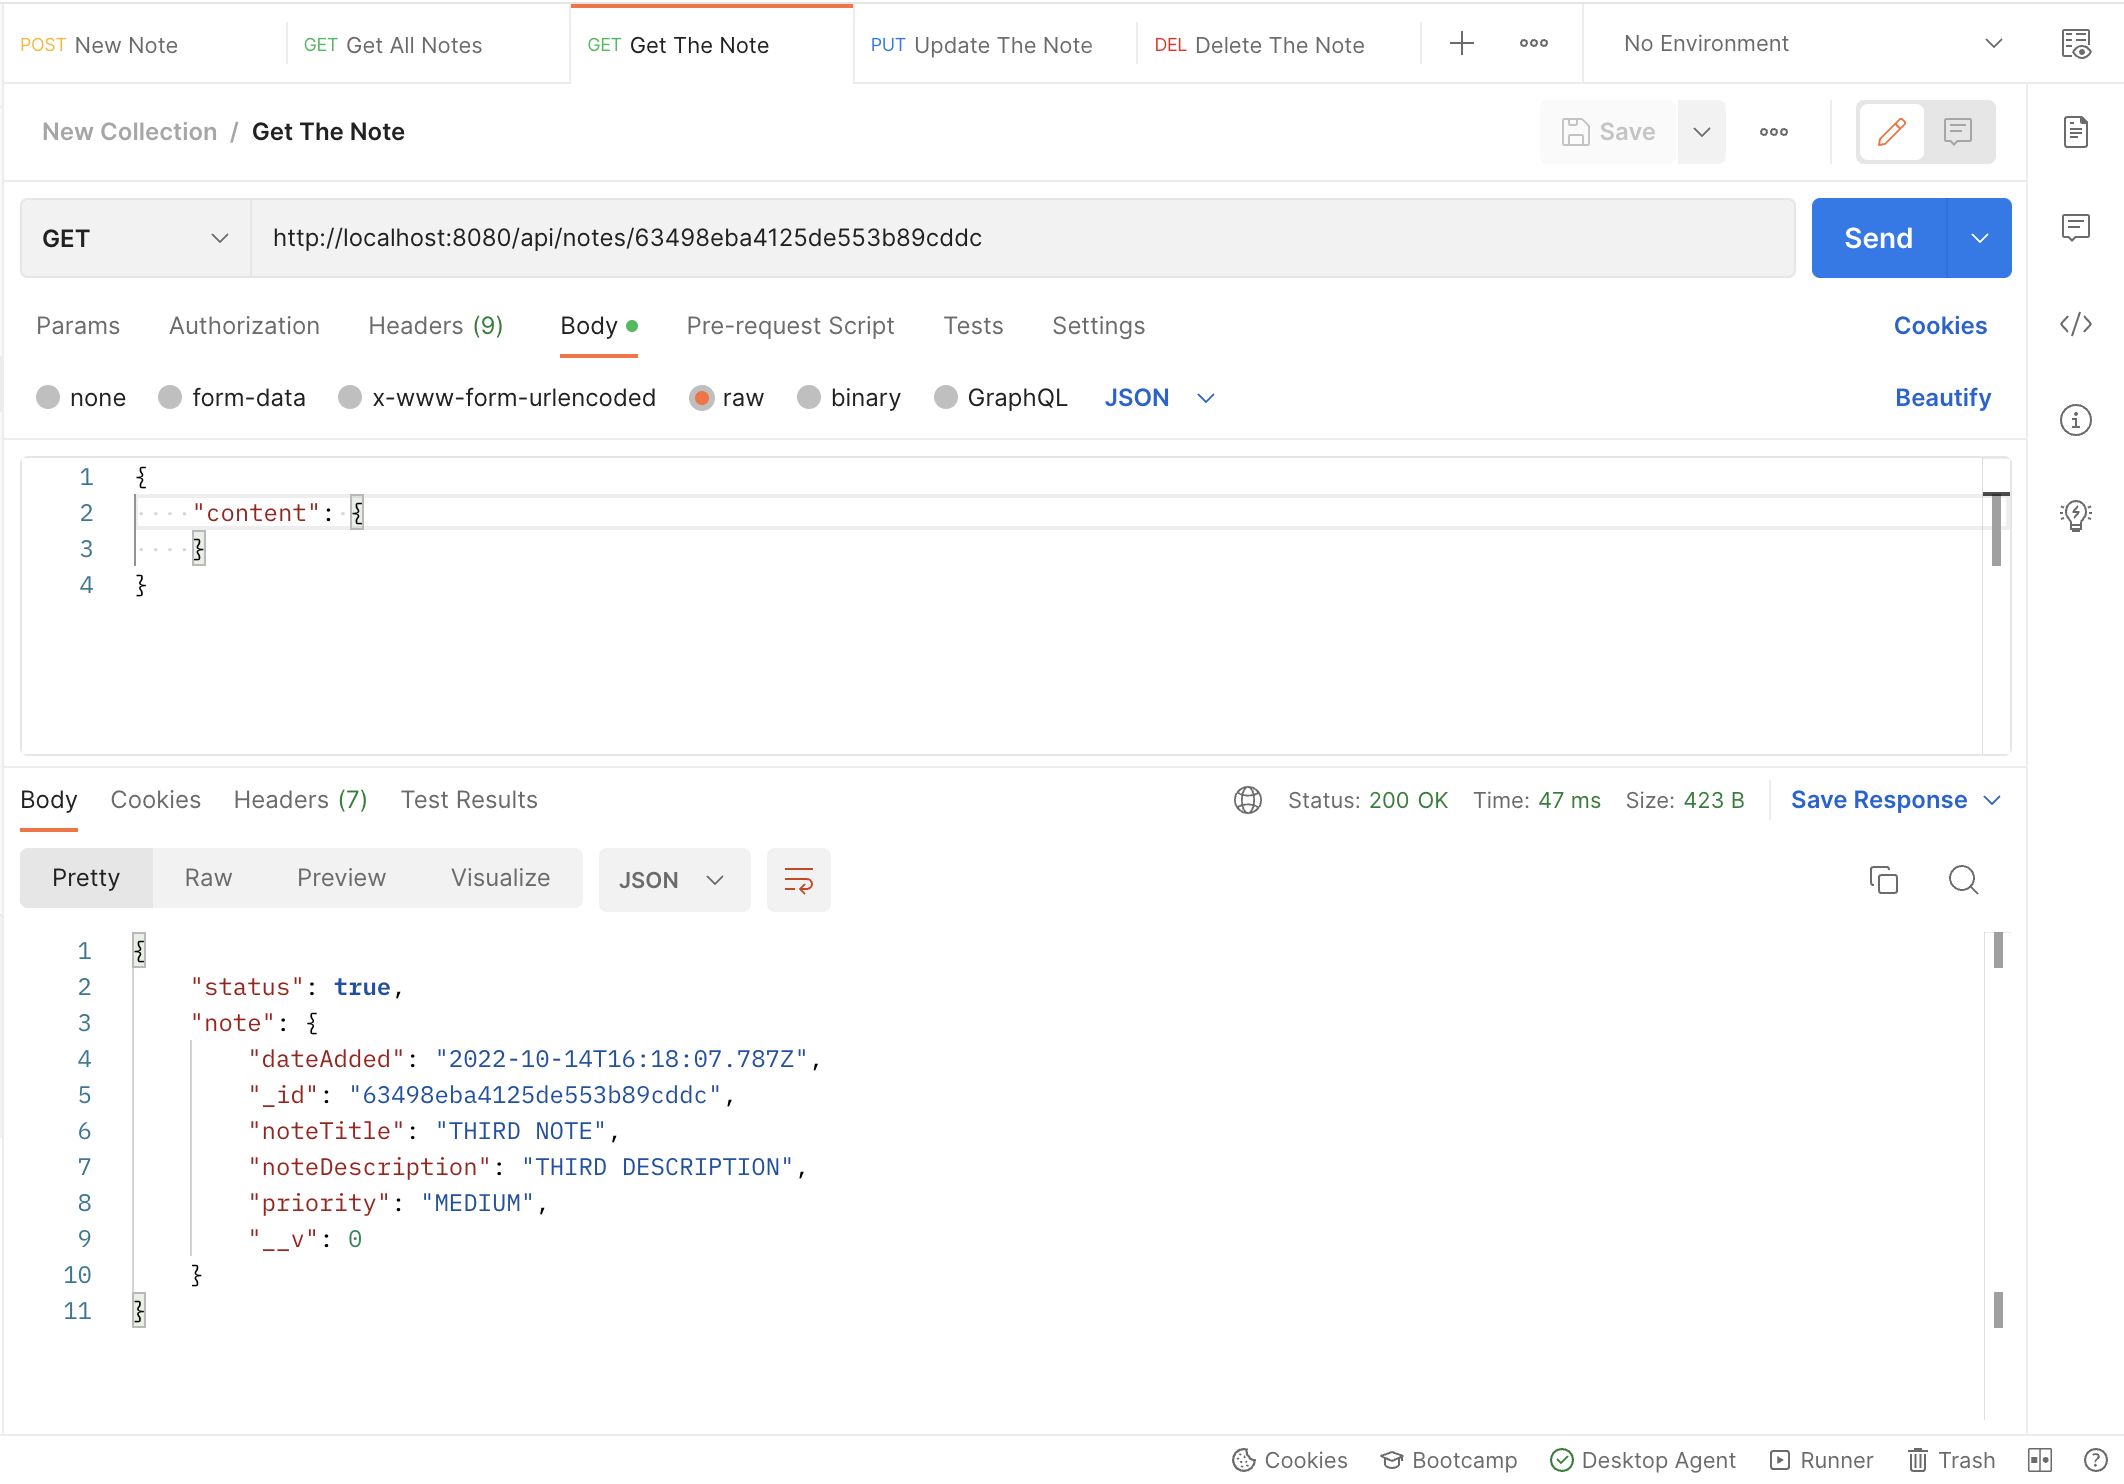 POST New Note GET Get All Notes GET Get The Note PUT Update The Note DEL Delete The Note No Environment
New Collection / Get The Note Save
GET http://localhost:8080/api/notes/63498eba4125de553b89cddc Send
Params Authorization Headers (9) Body Pre-request Script Tests Settings Cookies
none form-data x-www-form-urlencoded raw binary GraphQL JSON Beautify
1 {
2 "content": {
3 }
4 }
Body Cookies Headers (7) Test Results Status: 200 OK Time: 47 ms Size: 423 B Save Response
Pretty Raw Preview Visualize JSON
1 {
2 "status": true,
3 "note": {
4 "dateAdded": "2022-10-14T16:18:07.787Z",
5 "_id": "63498eba4125de553b89cddc",
6 "noteTitle": "THIRD NOTE",
7 "noteDescription": "THIRD DESCRIPTION",
8 "priority": "MEDIUM",
9 "__v": 0
10 }
11 }
Cookies Bootcamp Desktop Agent Runner Trash